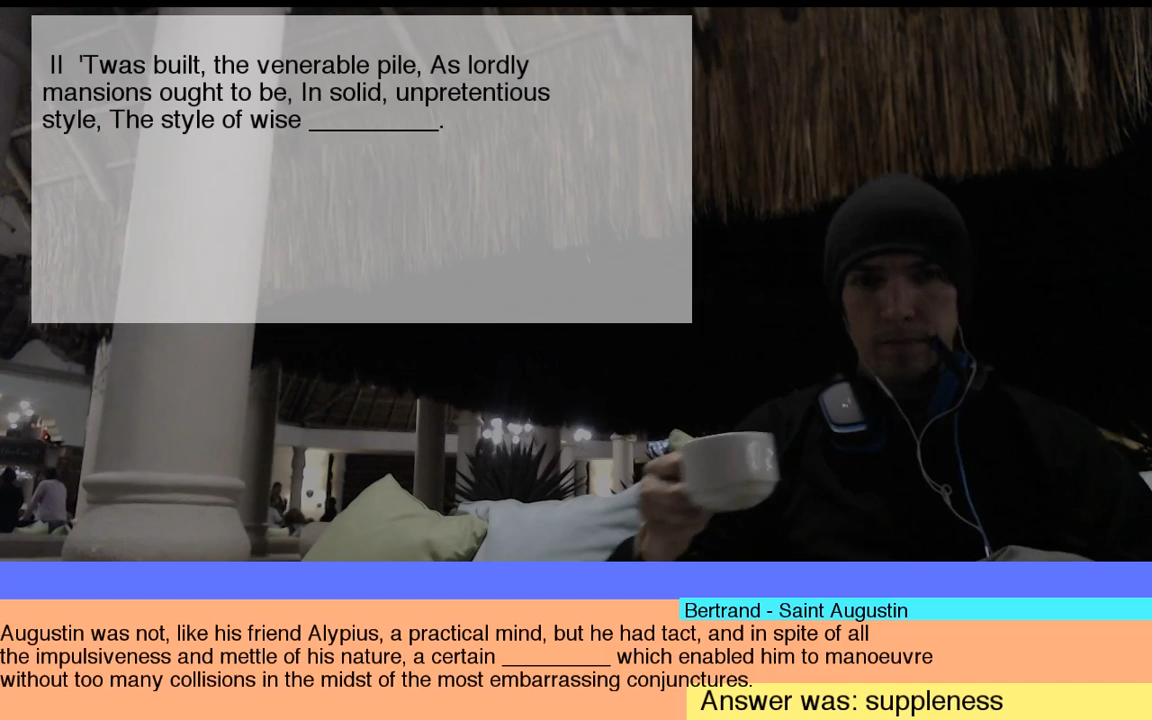 II 'Twas built, the venerable pile, As lordly
mansions ought to be, In solid, unpretentious
style, The style of wise __________.
Bertrand - Saint Augustin
Augustin was not, like his friend Alypius, a practical mind, but he had tact, and in spite of all
the impulsiveness and mettle of his nature, a certain __________ which enabled him to manoeuvre
without too many collisions in the midst of the most embarrassing conjunctures.
Answer was: suppleness